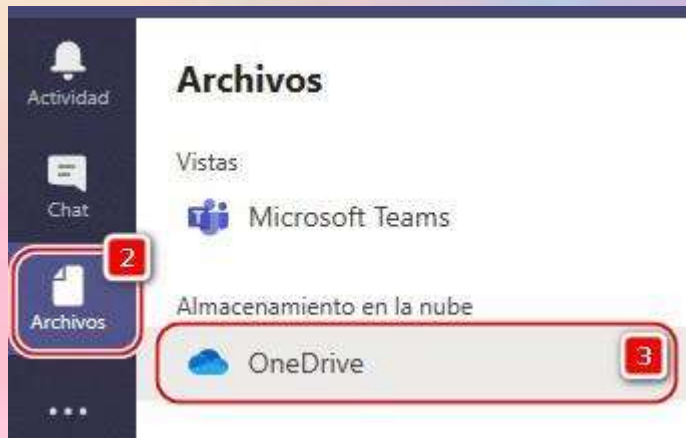 Actividad
Chat
2
Archivos
...
Archivos
Vistas
Microsoft Teams
Almacenamiento en la nube
OneDrive
3